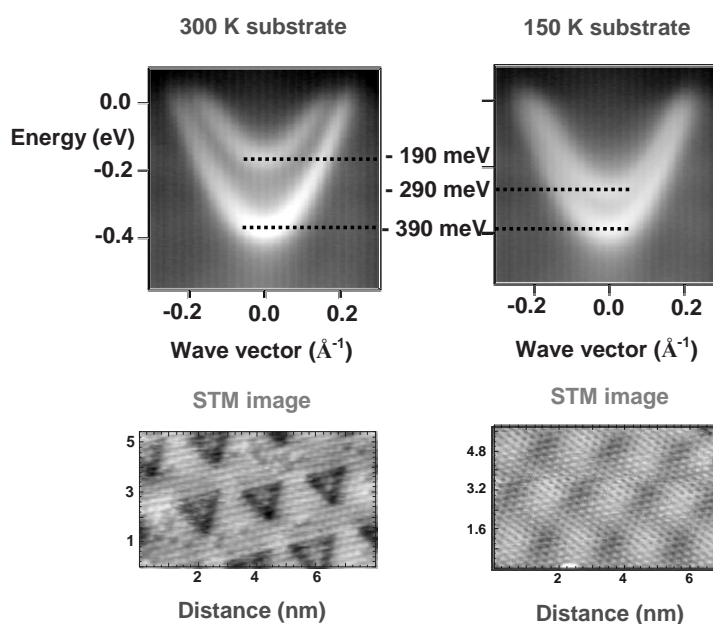 300 K substrate
150 K substrate
0.0
Energy (eV)
-0.2
-0.4
- 190 meV
- 290 meV
- 390 meV
-0.2 0.0 0.2
-0.2 0.0 0.2
Wave vector (Å-1)
Wave vector (Å-1)
STM image
STM image
5
3
1
4.8
3.2
1.6
2 4 6
2 4 6
Distance (nm)
Distance (nm)